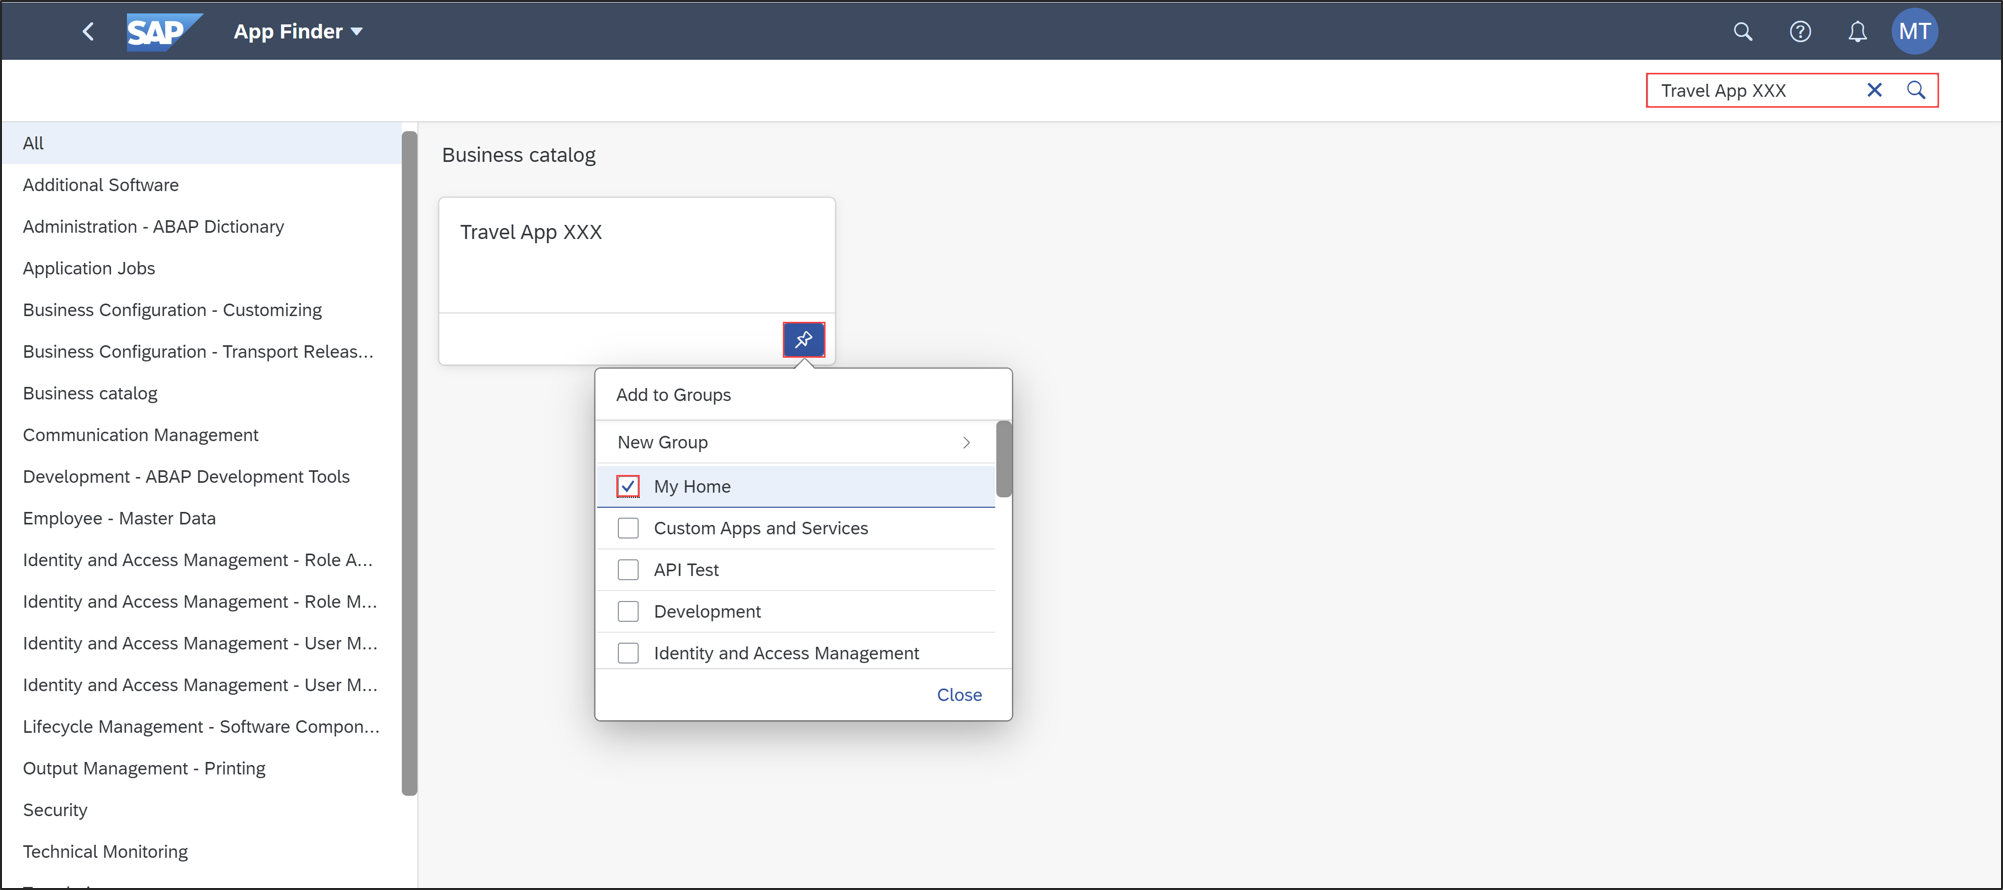 SAP App Finder
MT
Travel App XXX
All
Additional Software
Administration - ABAP Dictionary
Application Jobs
Business Configuration - Customizing
Business Configuration - Transport Releas...
Business catalog
Communication Management
Development - ABAP Development Tools
Employee - Master Data
Identity and Access Management - Role A...
Identity and Access Management - Role M...
Identity and Access Management - User M...
Identity and Access Management - User M...
Lifecycle Management - Software Compon...
Output Management - Printing
Security
Technical Monitoring
Business catalog
Travel App XXX
Add to Groups
New Group
My Home
Custom Apps and Services
API Test
Development
Identity and Access Management
Close